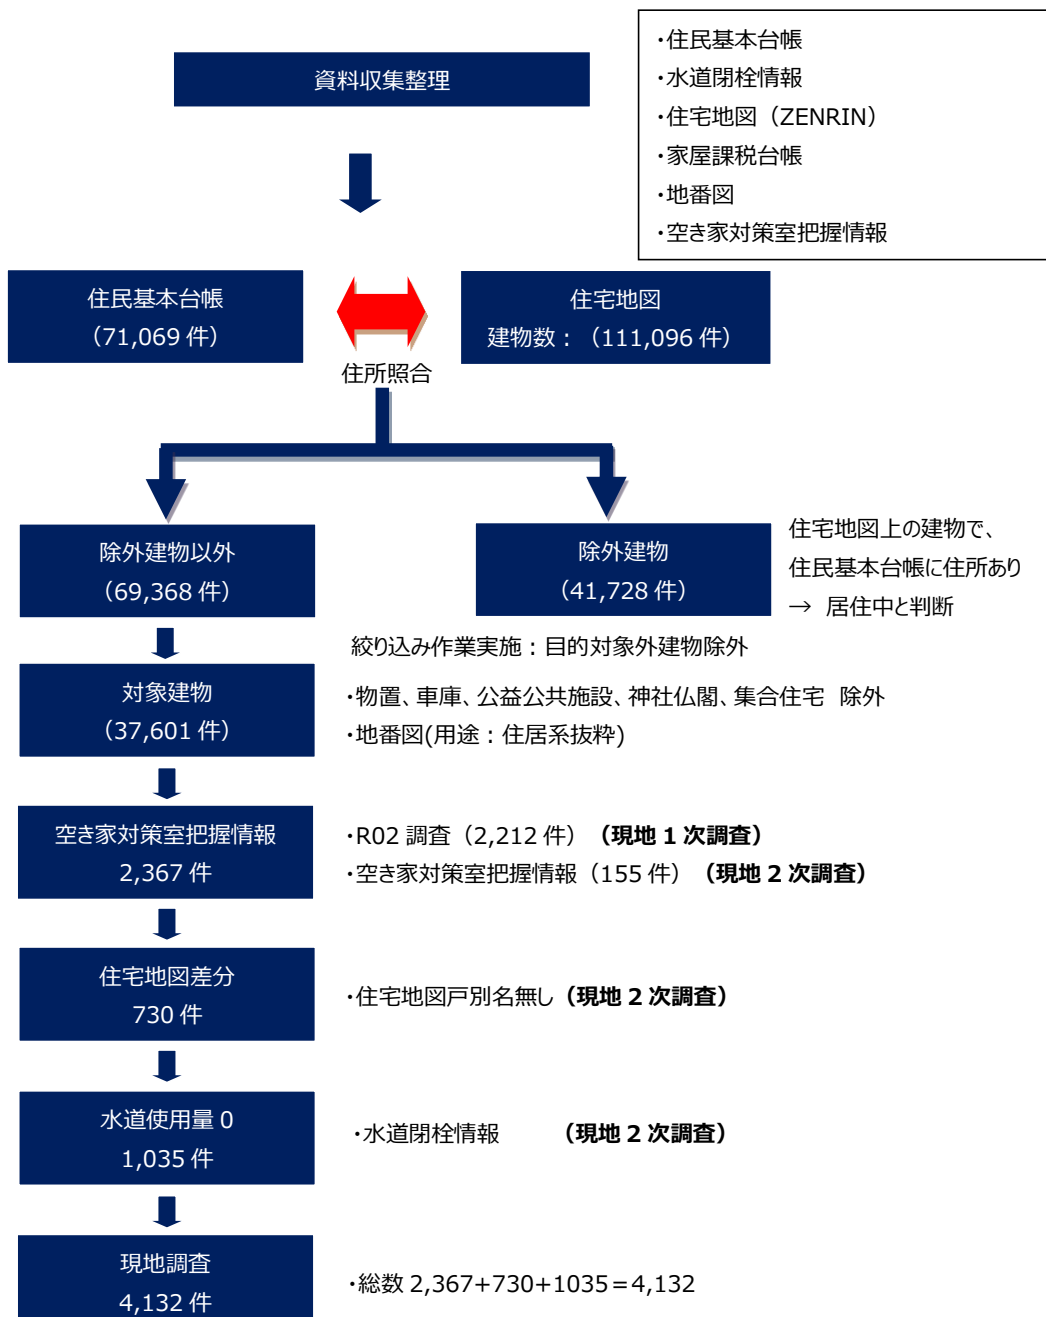 資料収集整理
・住民基本台帳
・水道閉栓情報
・住宅地図（ZENRIN）
・家屋課税台帳
・地番図
・空き家対策室把握情報
住民基本台帳
（71,069 件）
住宅地図
建物数：（111,096 件）
住所照合
除外建物以外
（69,368 件）
除外建物
（41,728 件）
住宅地図上の建物で、
住民基本台帳に住所あり
→ 居住中と判断
絞り込み作業実施：目的対象外建物除外
対象建物
（37,601 件）
・物置、車庫、公益公共施設、神社仏閣、集合住宅 除外
・地番図(用途：住居系抜粋)
空き家対策室把握情報
2,367 件
・R02 調査（2,212 件）（現地 1 次調査）
・空き家対策室把握情報（155 件）（現地 2 次調査）
住宅地図差分
730 件
・住宅地図戸別名無し（現地 2 次調査）
水道使用量 0
1,035 件
・水道閉栓情報 （現地 2 次調査）
現地調査
4,132 件
・総数 2,367+730+1035＝4,132